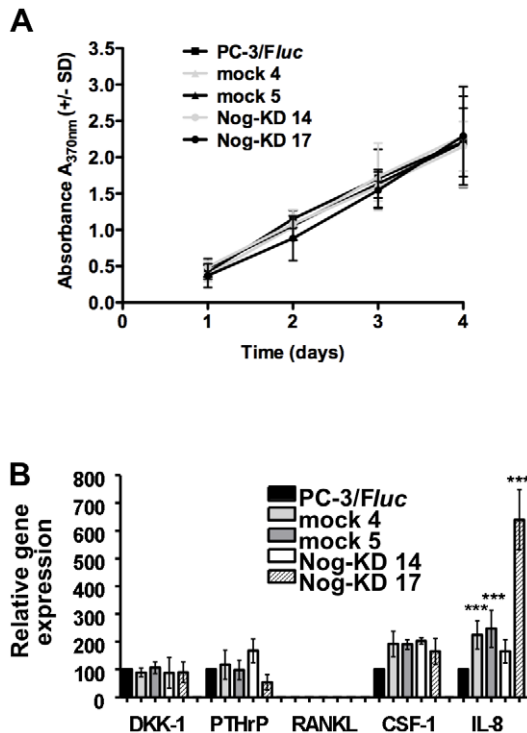 A
Absorbance A370nm (+/- SD)
3.5
3.0
2.5
2.0
1.5
1.0
0.5
0.0
PC-3/Fluc
mock 4
mock 5
Nog-KD 14
Nog-KD 17
0 1 2 3 4
Time (days)
B
Relative gene
expression
800
700
600
500
400
300
200
100
PC-3/Fluc
mock 4
mock 5
Nog-KD 14
Nog-KD 17
***
***
***
DKK-1 PTHrP RANKL CSF-1 IL-8